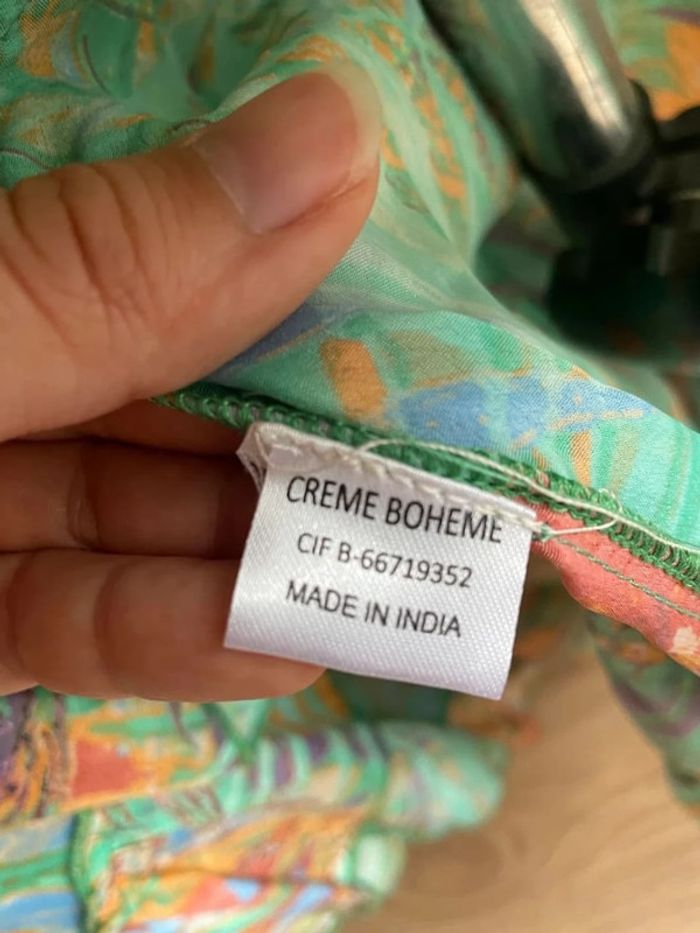 CREME BOHEME
CIF B-66719352
MADE IN INDIA